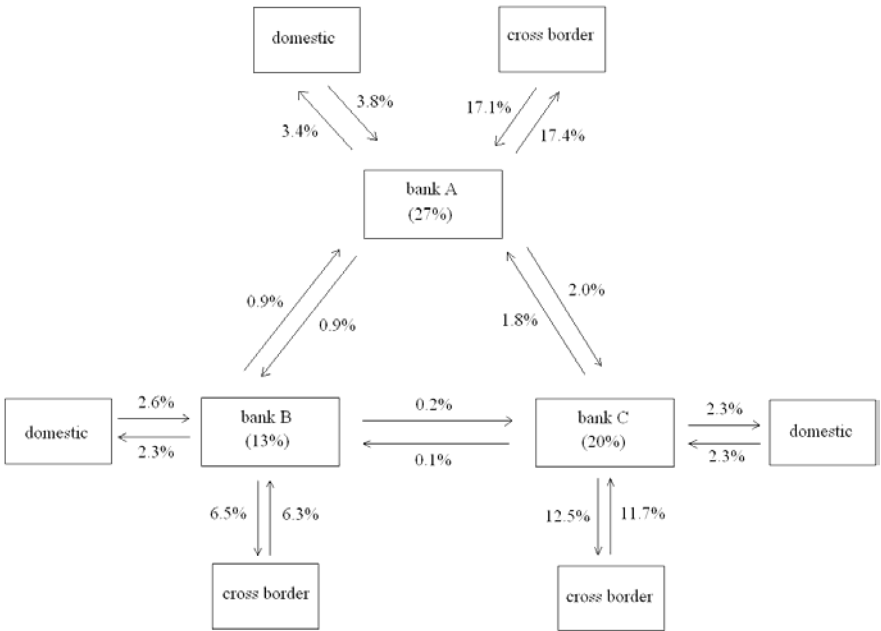 domestic
cross border
3.8%
17.1%
3.4%
17.4%
bank A
(27%)
0.9%
2.0%
0.9%
1.8%
2.6%
bank B
(13%)
0.2%
bank C
(20%)
2.3%
domestic
domestic
2.3%
0.1%
2.3%
6.5%
6.3%
12.5%
11.7%
cross border
cross border